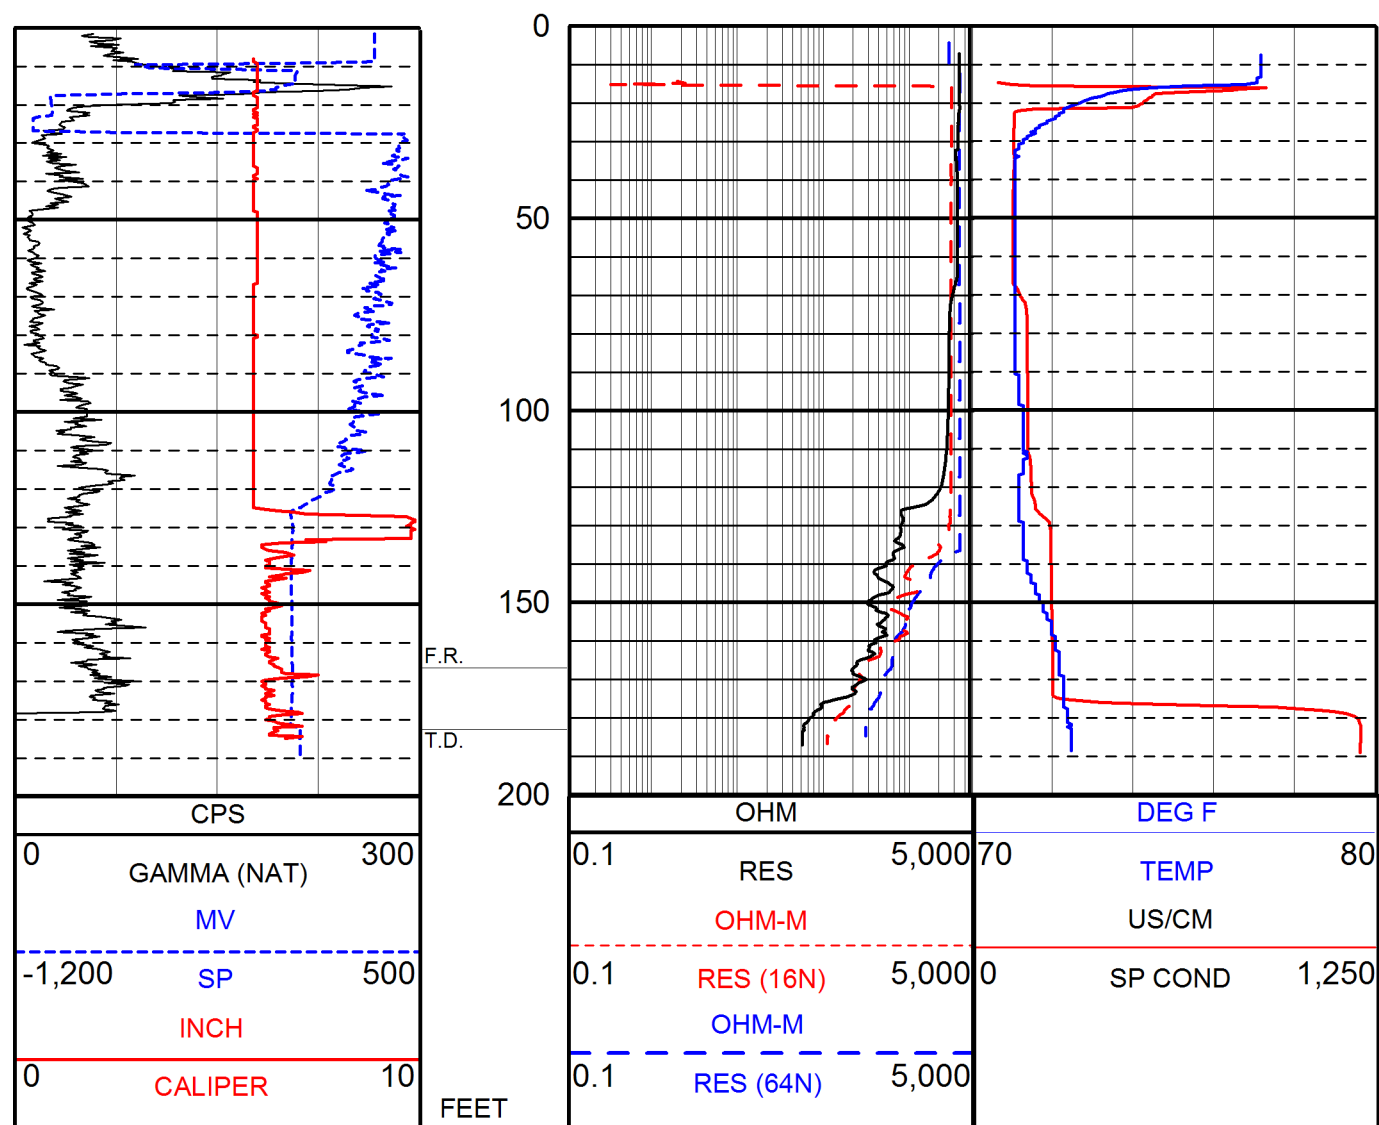 0
50
100
150
F.R.
T.D.
200
CPS
OHM
DEG F
0 300
0.1 5,000
70 80
GAMMA (NAT)
RES
TEMP
MV
OHM-M
US/CM
-1,200 SP 500
0.1 RES (16N) 5,000
0 SP COND 1,250
INCH
OHM-M
0 CALIPER 10
0.1 RES (64N) 5,000
FEET